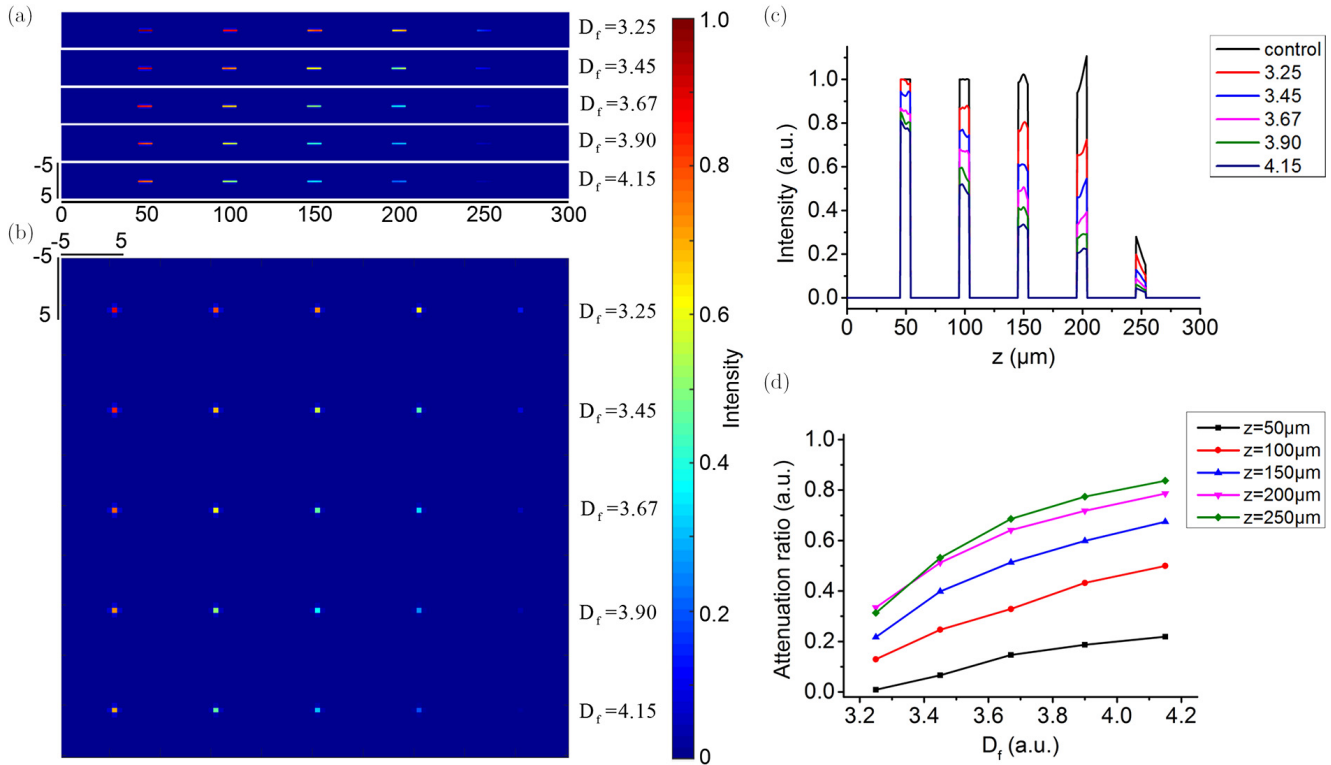 (a)
D_f=3.25
D_f=3.45
D_f=3.67
D_f=3.90
D_f=4.15
-5
5
0 50 100 150 200 250 300
(b)
-5 5
-5
5
D_f=3.25
D_f=3.45
D_f=3.67
D_f=3.90
D_f=4.15
1.0
0.8
0.6
0.4
0.2
0
Intensity
(c)
Intensity (a.u.)
1.0
0.8
0.6
0.4
0.2
0.0
0 50 100 150 200 250 300
z (µm)
control
3.25
3.45
3.67
3.90
4.15
(d)
Attenuation ratio (a.u.)
1.0
0.8
0.6
0.4
0.2
0.0
3.2 3.4 3.6 3.8 4.0 4.2
D_f (a.u.)
z=50µm
z=100µm
z=150µm
z=200µm
z=250µm